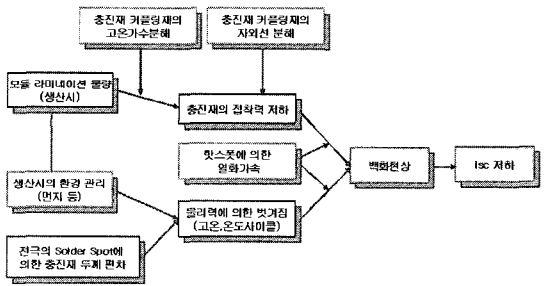 충진재 커플링재의
고온가수분해
충진재 커플링재의
자외선 분해
모듈 라미네이션 불량
(생산시)
충진재의 접착력 저하
핫스폿에 의한
열화가속
백화현상
Isc 저하
생산시의 환경 관리
(먼지 등)
물리력에 의한 벗겨짐
(고온,온도사이클)
전극의 Solder Spot에
의한 충진재 두께 편차